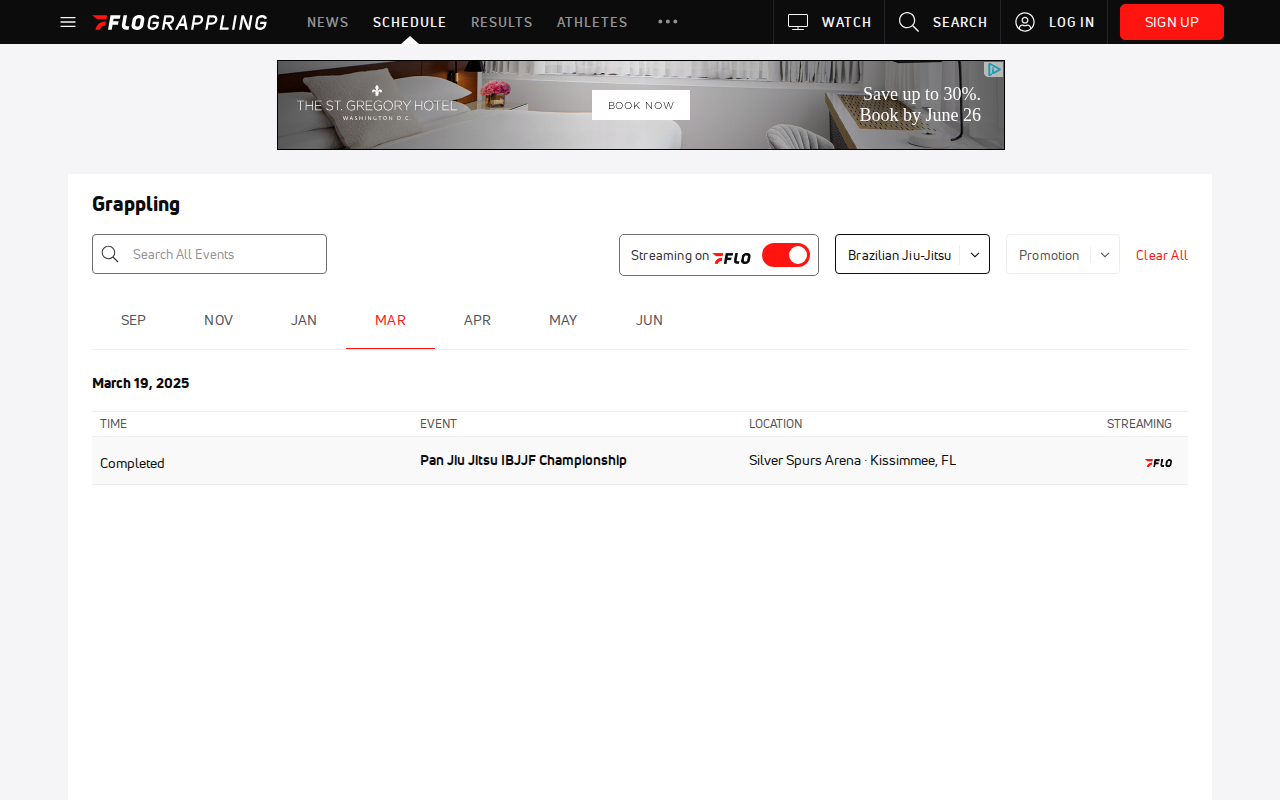 FLOGRAPPLING NEWS SCHEDULE RESULTS ATHLETES WATCH SEARCH LOG IN SIGN UP
THE ST. GREGORY HOTEL
WASHINGTON D.C.
BOOK NOW
Save up to 30%.
Book by June 26
Grappling
Search All Events Streaming on FLO Brazilian Jiu-Jitsu Promotion Clear All
SEP NOV JAN MAR APR MAY JUN
March 19, 2025
TIME EVENT LOCATION STREAMING
Completed Pan Jiu Jitsu IBJJF Championship Silver Spurs Arena · Kissimmee, FL FLO